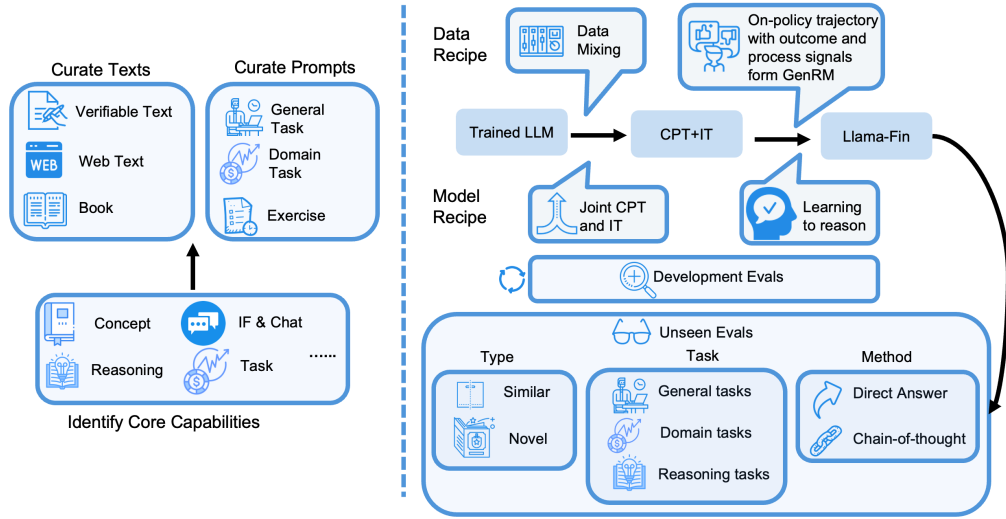 Curate Texts
Verifiable Text
WEB
Web Text
Book
Curate Prompts
General
Task
Domain
Task
Exercise
Concept
IF & Chat
Reasoning
Task
......
Identify Core Capabilities
Data
Recipe
Data
Mixing
On-policy trajectory
with outcome and
process signals
form GenRM
Trained LLM
CPT+IT
Llama-Fin
Model
Recipe
Joint CPT
and IT
Learning
to reason
Development Evals
Unseen Evals
Type
Similar
Novel
Task
General tasks
Domain tasks
Reasoning tasks
Method
Direct Answer
Chain-of-thought